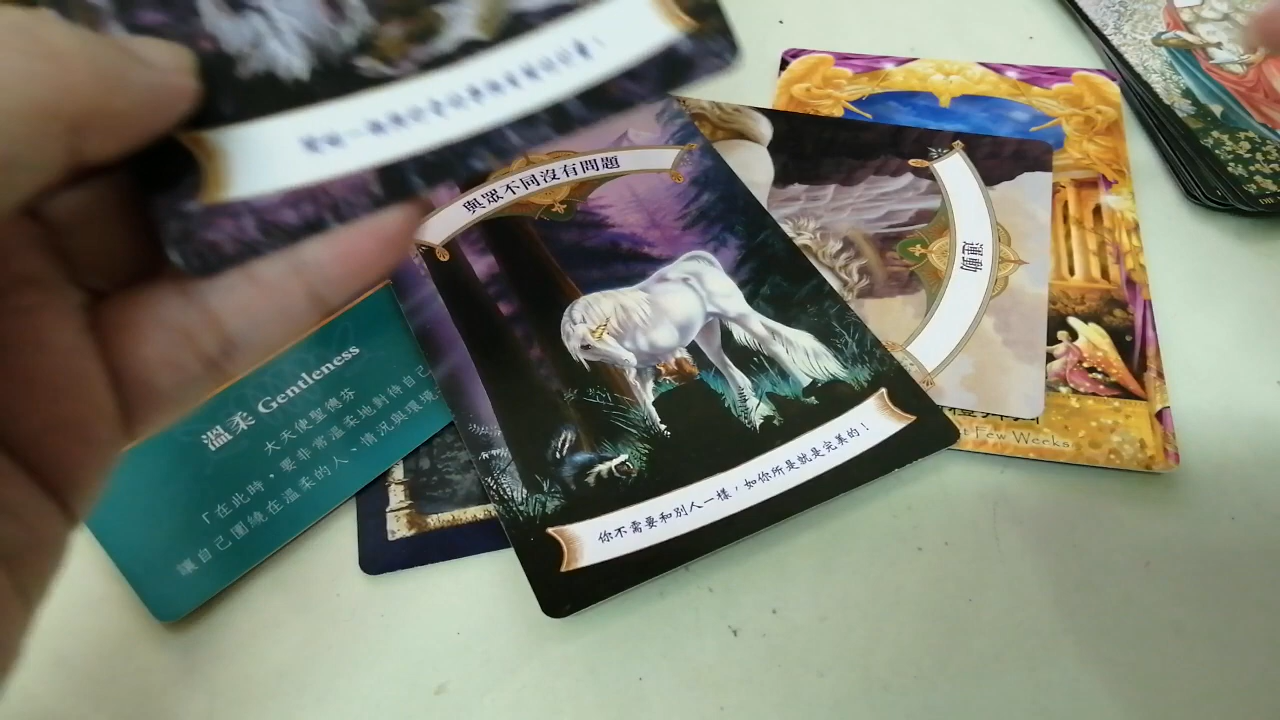 與眾不同沒有問題
你不需要和別人一樣，如你所是就是完美的！
運動
溫柔 Gentleness
大天使聖德芬
「在此時，要非常溫柔地對待自己
讓自己圍繞在溫柔的人、情況與環境
t Few Weeks